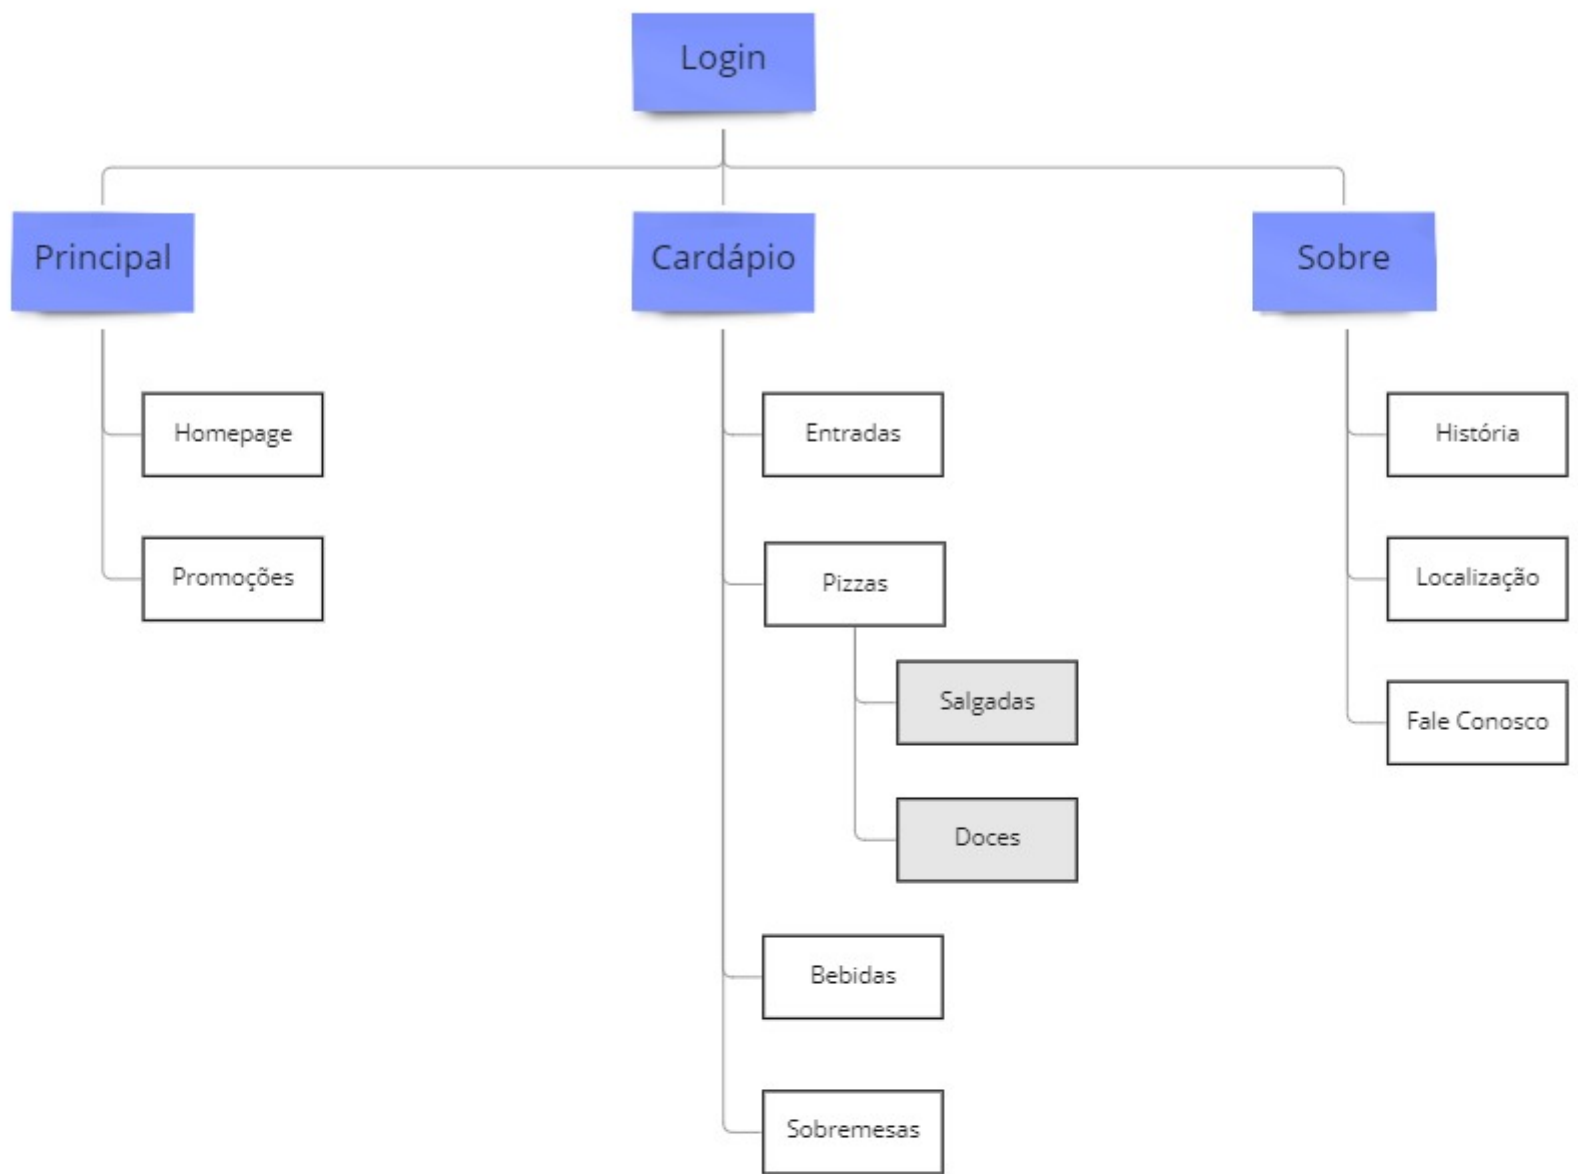 Login
Principal
Cardápio
Sobre
Homepage
Promoções
Entradas
Pizzas
Salgadas
Doces
Bebidas
Sobremesas
História
Localização
Fale Conosco